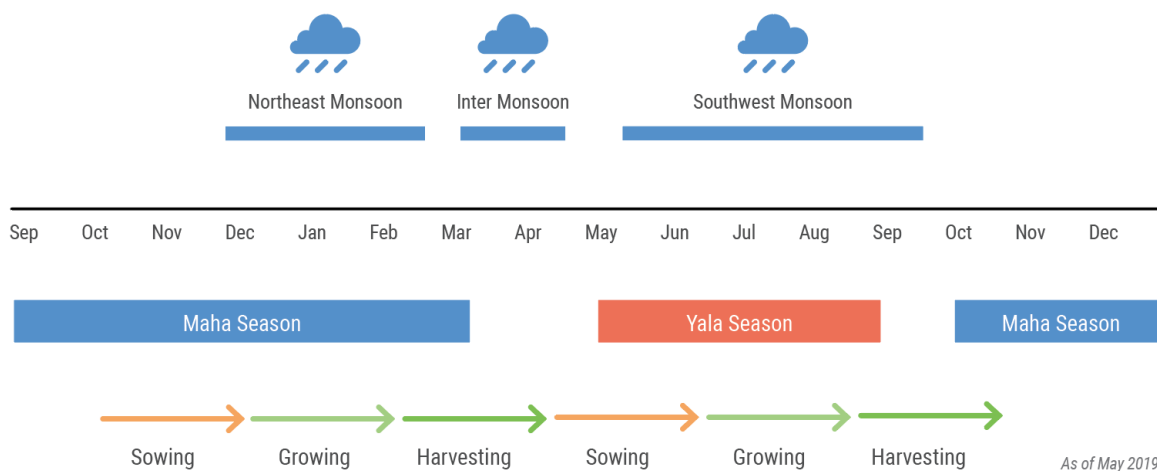 Northeast Monsoon Inter Monsoon Southwest Monsoon
Sep Oct Nov Dec Jan Feb Mar Apr May Jun Jul Aug Sep Oct Nov Dec
Maha Season Yala Season Maha Season
Sowing Growing Harvesting Sowing Growing Harvesting
As of May 2019